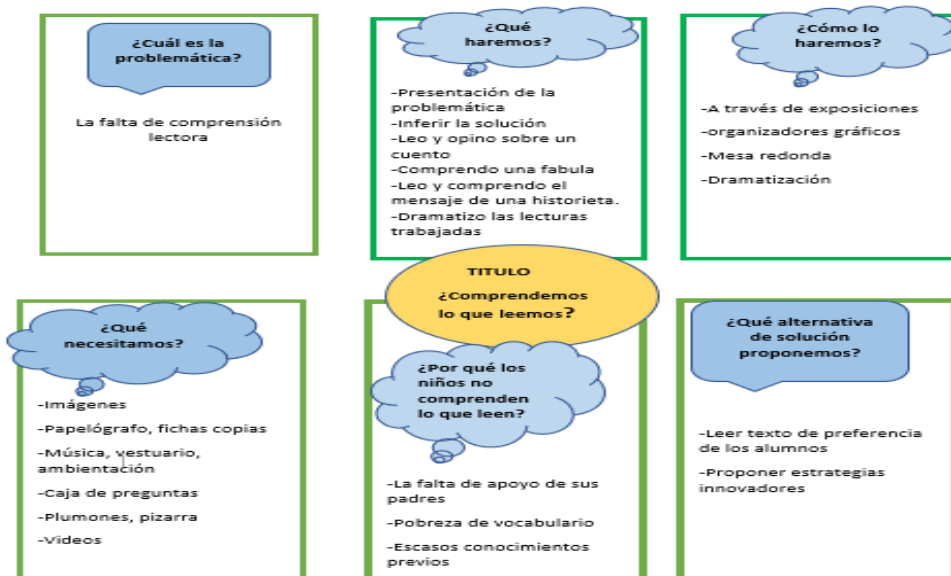 ¿Cuál es la
problemática?
La falta de comprensión
lectora
¿Qué
haremos?
-Presentación de la
problemática
-Inferir la solución
-Leo y opino sobre un
cuento
-Comprendo una fabula
-Leo y comprendo el
mensaje de una historieta.
-Dramatizo las lecturas
trabajadas
¿Cómo lo
haremos?
-A través de exposiciones
-organizadores gráficos
-Mesa redonda
-Dramatización
TITULO
¿Comprendemos
lo que leemos?
¿Qué
necesitamos?
-Imágenes
-Papelógrafo, fichas copias
-Música, vestuario,
ambientación
-Caja de preguntas
-Plumones, pizarra
-Videos
¿Por qué los
niños no
comprenden
lo que leen?
-La falta de apoyo de sus
padres
-Pobreza de vocabulario
-Escasos conocimientos
previos
¿Qué alternativa
de solución
proponemos?
-Leer texto de preferencia
de los alumnos
-Proponer estrategias
innovadores